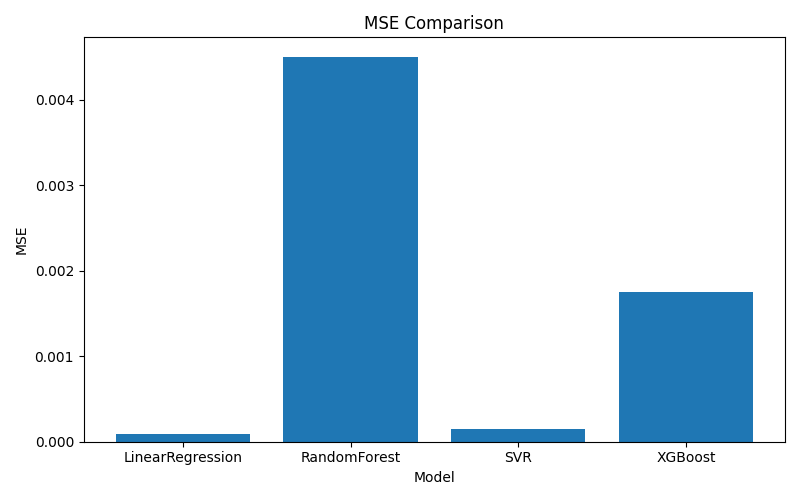 MSE Comparison
MSE
0.004
0.003
0.002
0.001
0.000
LinearRegression
RandomForest
SVR
XGBoost
Model